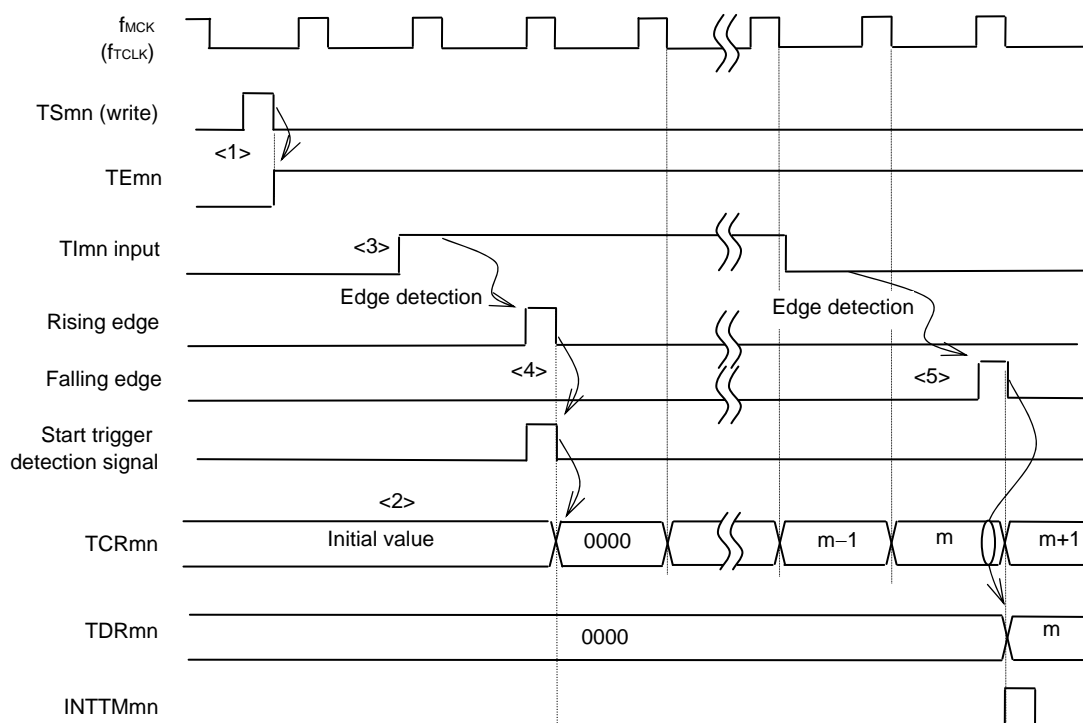 fMCK
(fTCLK)
TSmn (write)
<1>
TEmn
TImn input
<3>
Edge detection
Edge detection
Rising edge
<4>
Falling edge
<5>
Start trigger
detection signal
<2>
TCRmn
Initial value
0000
m−1
m
m+1
TDRmn
0000
m
INTTMmn